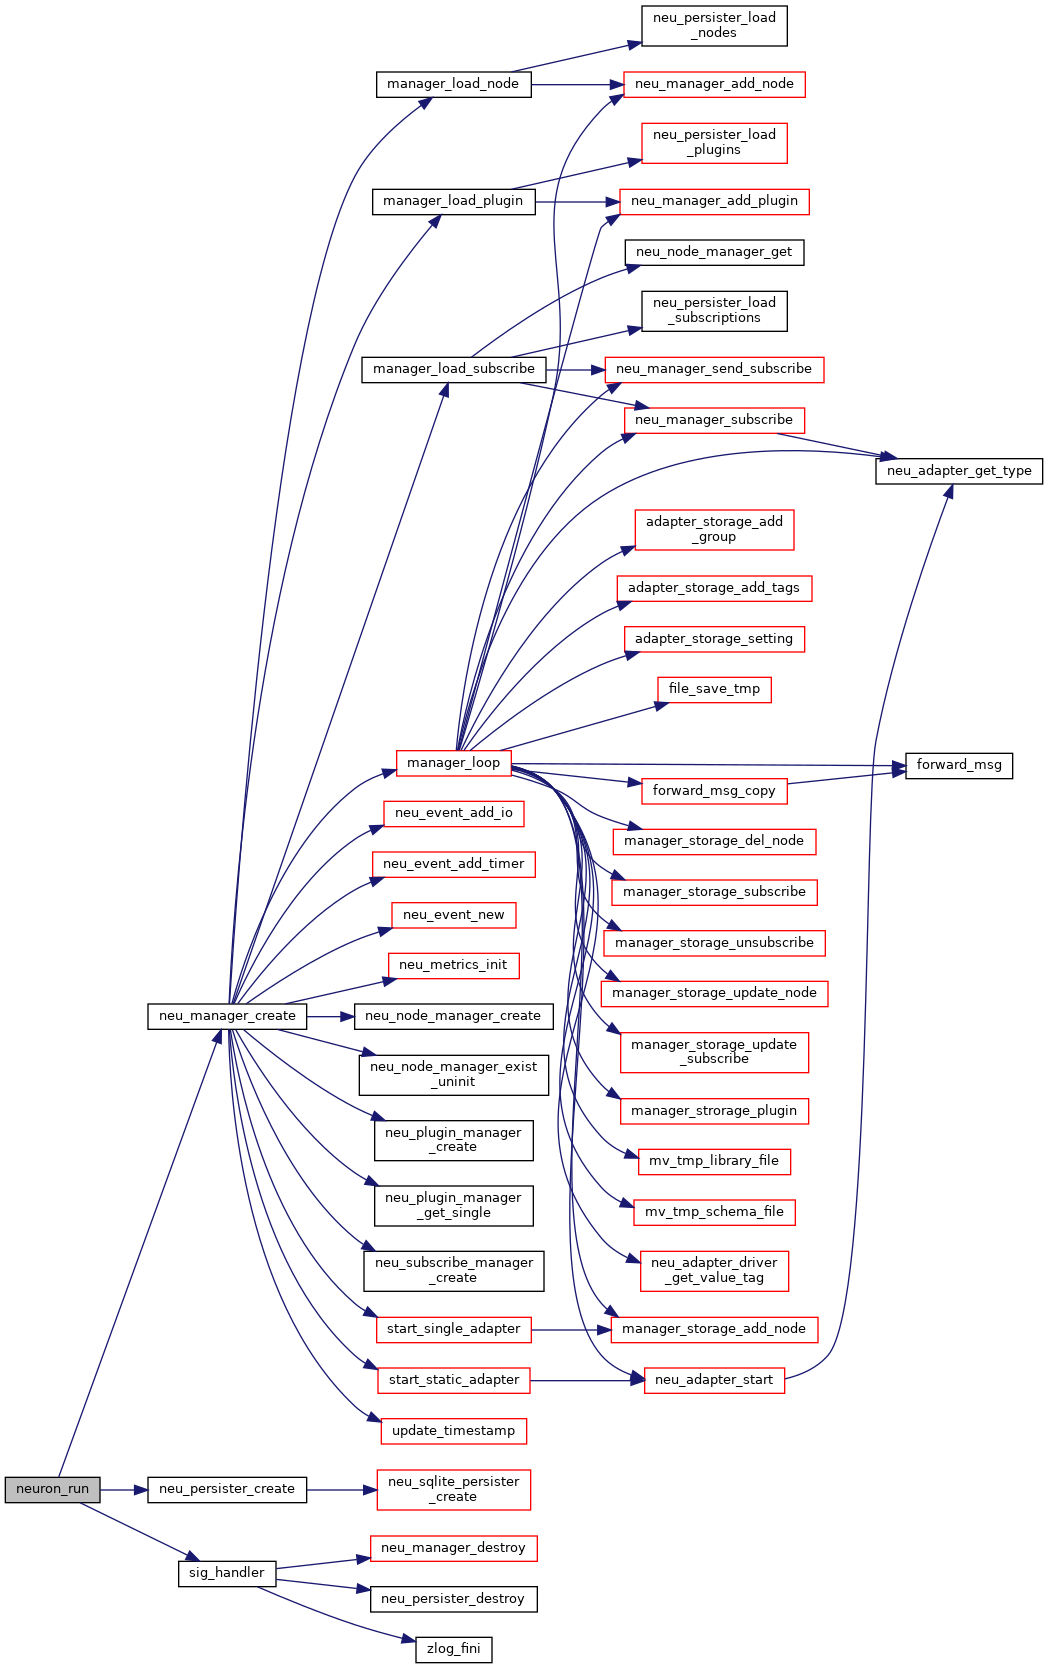 neu_persister_load
_nodes
manager_load_node
neu_manager_add_node
neu_persister_load
_plugins
manager_load_plugin
neu_manager_add_plugin
neu_node_manager_get
neu_persister_load
_subscriptions
manager_load_subscribe
neu_manager_send_subscribe
neu_manager_subscribe
neu_adapter_get_type
adapter_storage_add
_group
adapter_storage_add_tags
adapter_storage_setting
file_save_tmp
manager_loop
forward_msg
forward_msg_copy
neu_event_add_io
manager_storage_del_node
neu_event_add_timer
manager_storage_subscribe
neu_event_new
manager_storage_unsubscribe
neu_metrics_init
manager_storage_update_node
neu_manager_create
neu_node_manager_create
manager_storage_update
_subscribe
neu_node_manager_exist
_uninit
manager_strorage_plugin
neu_plugin_manager
_create
mv_tmp_library_file
neu_plugin_manager
_get_single
mv_tmp_schema_file
neu_subscribe_manager
_create
neu_adapter_driver
_get_value_tag
start_single_adapter
manager_storage_add_node
start_static_adapter
neu_adapter_start
update_timestamp
neuron_run
neu_persister_create
neu_sqlite_persister
_create
neu_manager_destroy
sig_handler
neu_persister_destroy
zlog_fini